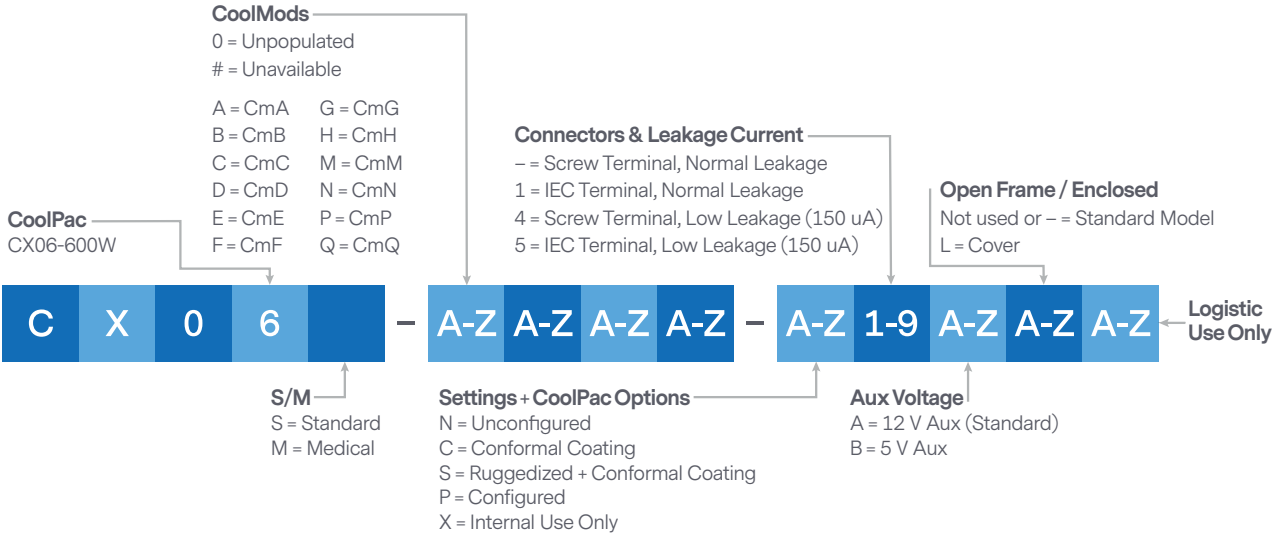 CoolMods
0 = Unpopulated
# = Unavailable
A = CmA G = CmG
B = CmB H = CmH
C = CmC M = CmM
D = CmD N = CmN
E = CmE P = CmP
F = CmF Q = CmQ
CoolPac
CX06-600W
Connectors & Leakage Current
– = Screw Terminal, Normal Leakage
1 = IEC Terminal, Normal Leakage
4 = Screw Terminal, Low Leakage (150 uA)
5 = IEC Terminal, Low Leakage (150 uA)
Open Frame / Enclosed
Not used or – = Standard Model
L = Cover
C X 0 6 – A-Z A-Z A-Z A-Z – A-Z 1-9 A-Z A-Z A-Z
Logistic
Use Only
S/M
S = Standard
M = Medical
Settings + CoolPac Options
N = Unconfigured
C = Conformal Coating
S = Ruggedized + Conformal Coating
P = Configured
X = Internal Use Only
Aux Voltage
A = 12 V Aux (Standard)
B = 5 V Aux